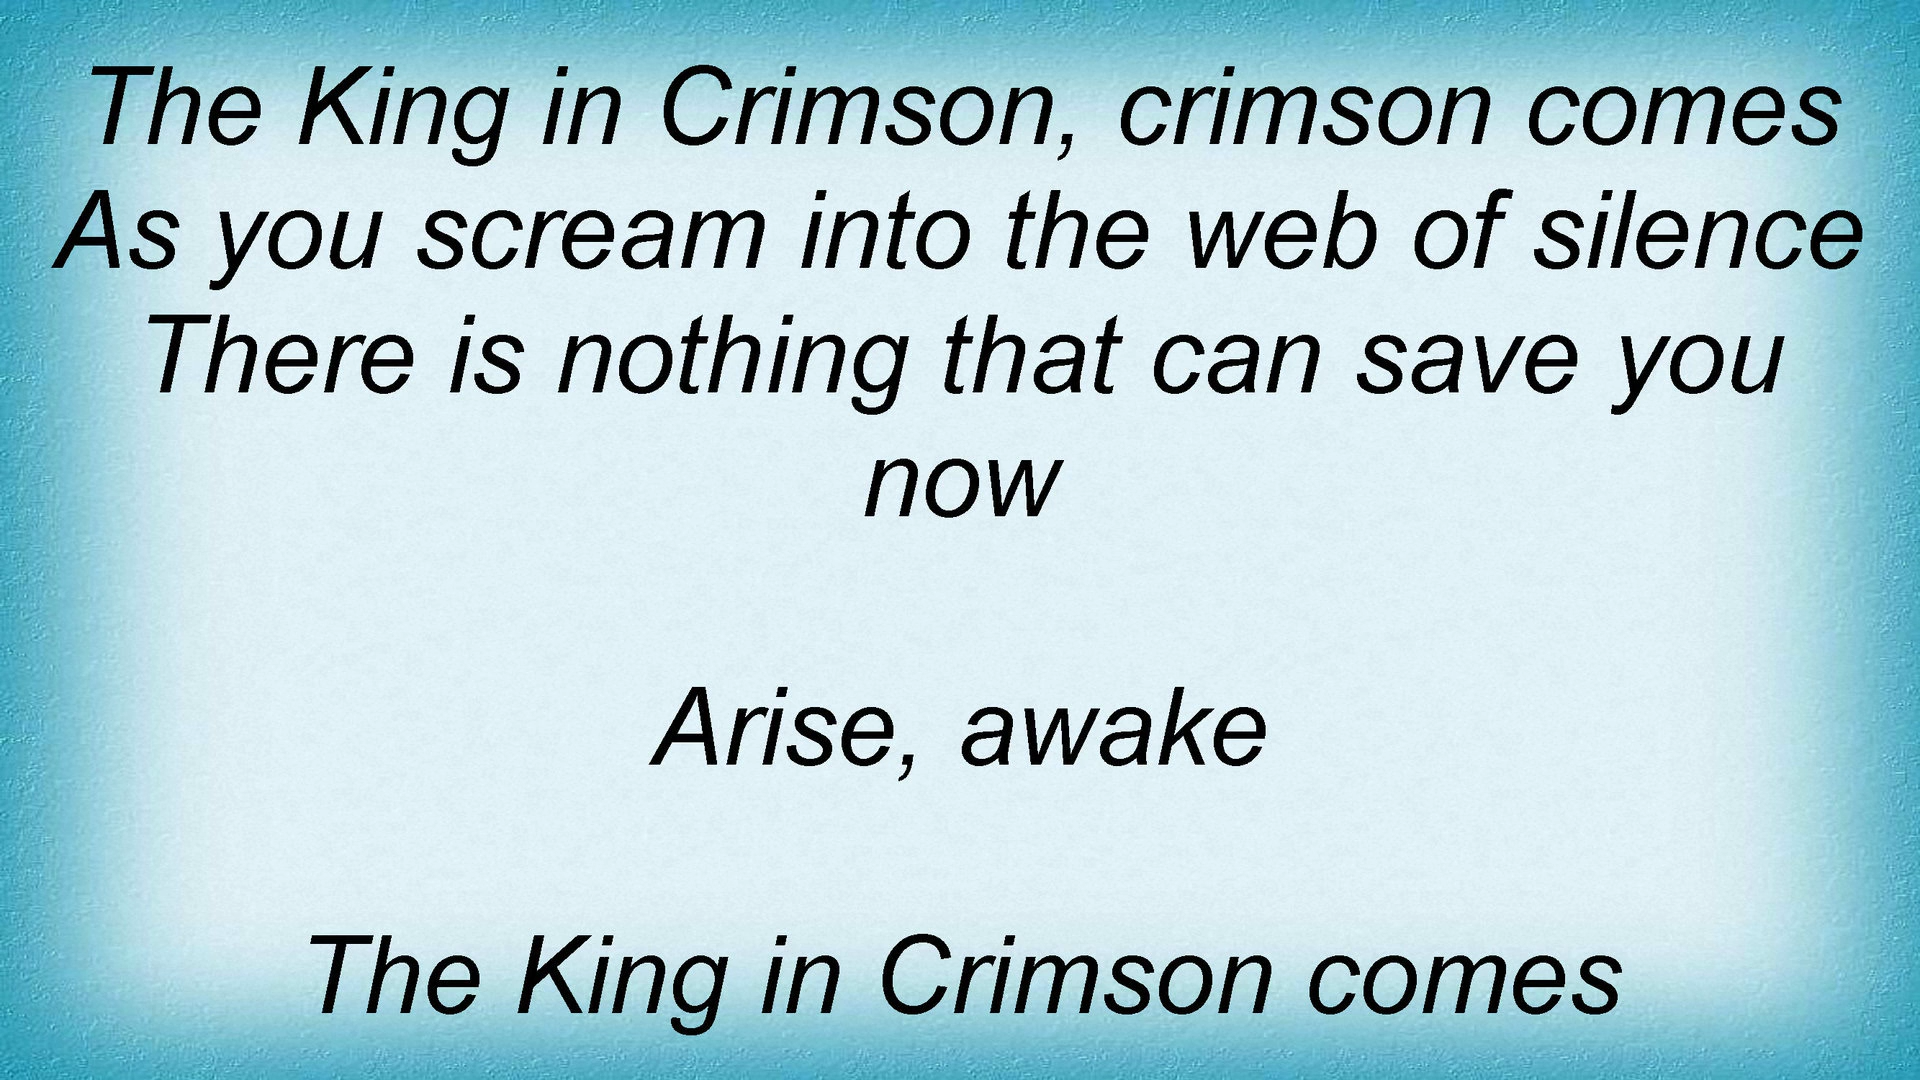 The King in Crimson, crimson comes
As you scream into the web of silence
There is nothing that can save you
now
Arise, awake
The King in Crimson comes